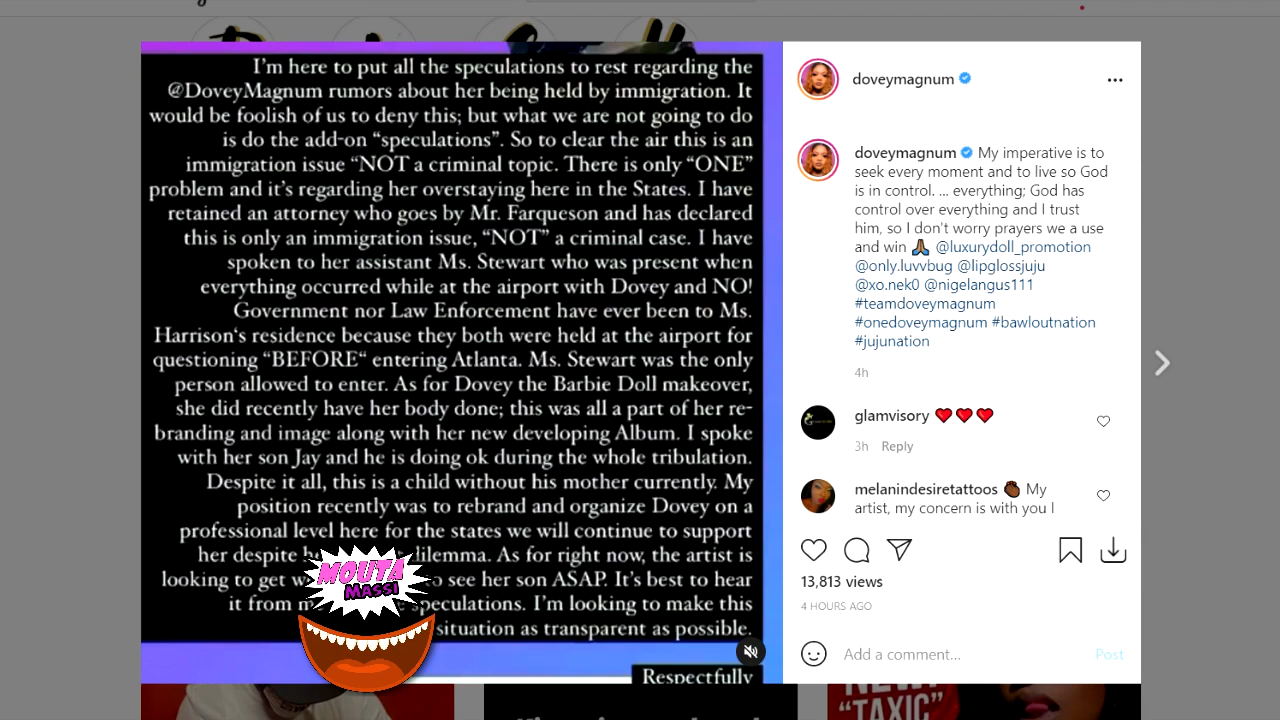 I'm here to put all the speculations to rest regarding the
@DoveyMagnum rumors about her being held by immigration. It
would be foolish of us to deny this; but what we are not going to do
is do the add-on “speculations”. So to clear the air this is an
immigration issue “NOT a criminal topic. There is only “ONE”
problem and it's regarding her overstaying here in the States. I have
retained an attorney who goes by Mr. Farqueson and has declared
this is only an immigration issue, “NOT” a criminal case. I have
spoken to her assistant Ms. Stewart who was present when
everything occurred while at the airport with Dovey and NO!
Government nor Law Enforcement have ever been to Ms.
Harrison‘s residence because they both were held at the airport for
questioning “BEFORE“ entering Atlanta. Ms. Stewart was the only
person allowed to enter. As for Dovey the Barbie Doll makeover,
she did recently have her body done; this was all a part of her re-
branding and image along with her new developing Album. I spoke
with her son Jay and he is doing ok during the whole tribulation.
Despite it all, this is a child without his mother currently. My
position recently was to rebrand and organize Dovey on a
professional level here for the states we will continue to support
her despite dilemma. As for right now, the artist is
looking to get to see her son ASAP. It's best to hear
it from speculations. I'm looking to make this
situation as transparent as possible.
Respectfully
MOUTA
MASSI
doveymagnum
doveymagnum My imperative is to
seek every moment and to live so God
is in control. ... everything; God has
control over everything and I trust
him, so I don't worry prayers we a use
and win 🙏🏾 @luxurydoll_promotion
@only.luvvbug @lipglossjuju
@xo.nek0 @nigelangus111
#teamdoveymagnum
#onedoveymagnum #bawloutnation
#jujunation
4h
glamvisory ❤️❤️❤️
3h Reply
melanindesiretattoos My
artist, my concern is with you I
13,813 views
4 HOURS AGO
Add a comment...
Post
“TAXIC”